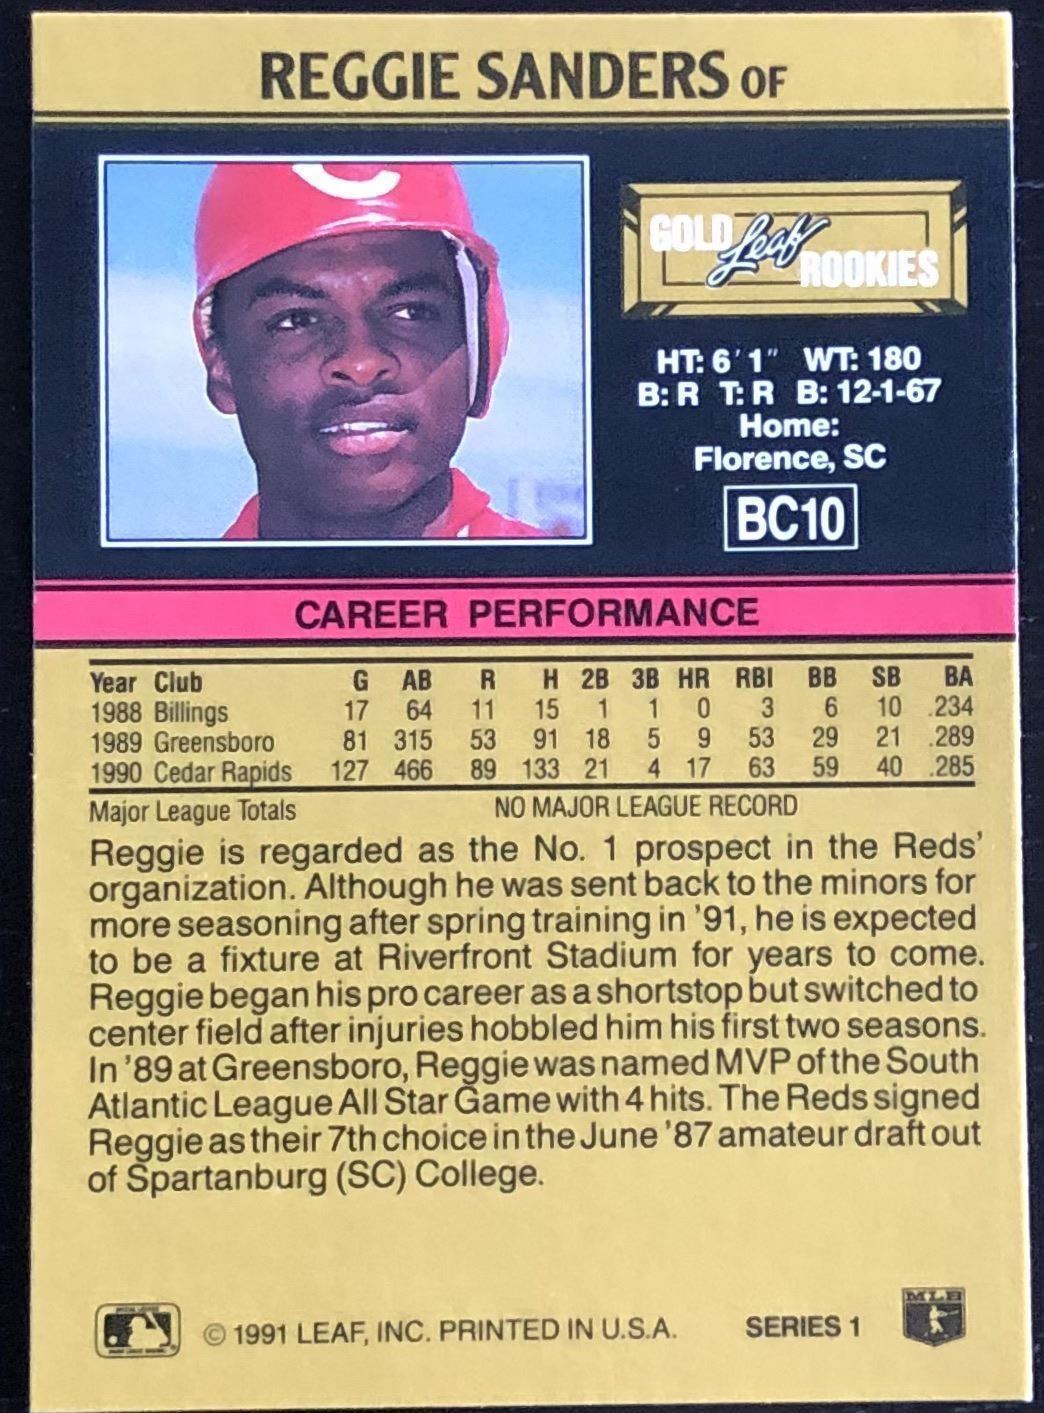 REGGIE SANDERS OF
C
GOLD Leaf ROOKIES
HT: 6'1" WT: 180
B: R T: R B: 12-1-67
Home:
Florence, SC
BC10
CAREER PERFORMANCE
Year Club G AB R H 2B 3B HR RBI BB SB BA
1988 Billings 17 64 11 15 1 1 0 3 6 10 .234
1989 Greensboro 81 315 53 91 18 5 9 53 29 21 .289
1990 Cedar Rapids 127 466 89 133 21 4 17 63 59 40 .285
Major League Totals NO MAJOR LEAGUE RECORD
Reggie is regarded as the No. 1 prospect in the Reds'
organization. Although he was sent back to the minors for
more seasoning after spring training in '91, he is expected
to be a fixture at Riverfront Stadium for years to come.
Reggie began his pro career as a shortstop but switched to
center field after injuries hobbled him his first two seasons.
In '89 at Greensboro, Reggie was named MVP of the South
Atlantic League All Star Game with 4 hits. The Reds signed
Reggie as their 7th choice in the June '87 amateur draft out
of Spartanburg (SC) College.
© 1991 LEAF, INC. PRINTED IN U.S.A. SERIES 1